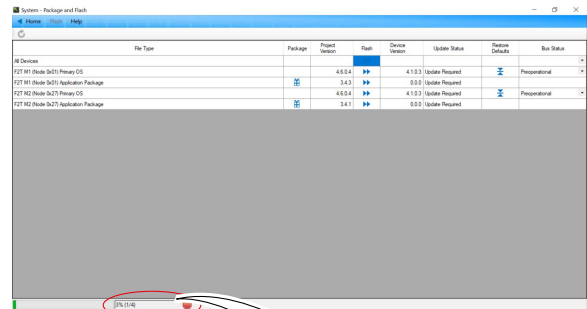 System - Package and Flash
Home Flash Help
File Type Package Project Version Flash Device Version Update Status Restore Defaults Bus Status
All Devices
F2T M1 (Node 0x01) Primary OS 4.6.0.4 4.1.0.3 Update Required Preoperational
F2T M1 (Node 0x01) Application Package 3.4.3 0.0.0 Update Required
F2T M2 (Node 0x27) Primary OS 4.6.0.4 4.1.0.3 Update Required Preoperational
F2T M2 (Node 0x27) Application Package 3.4.1 0.0.0 Update Required
3% (1/4)